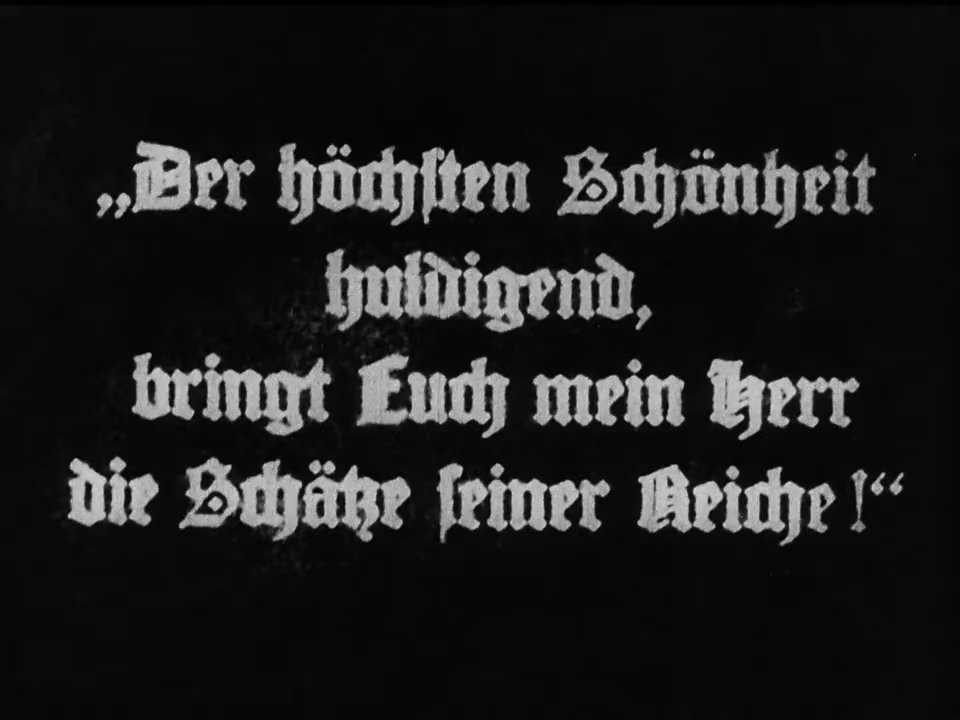 „Der höchſten Schönheit
huldigend,
bringt Euch mein Herr
die Schätze ſeiner Reiche!“